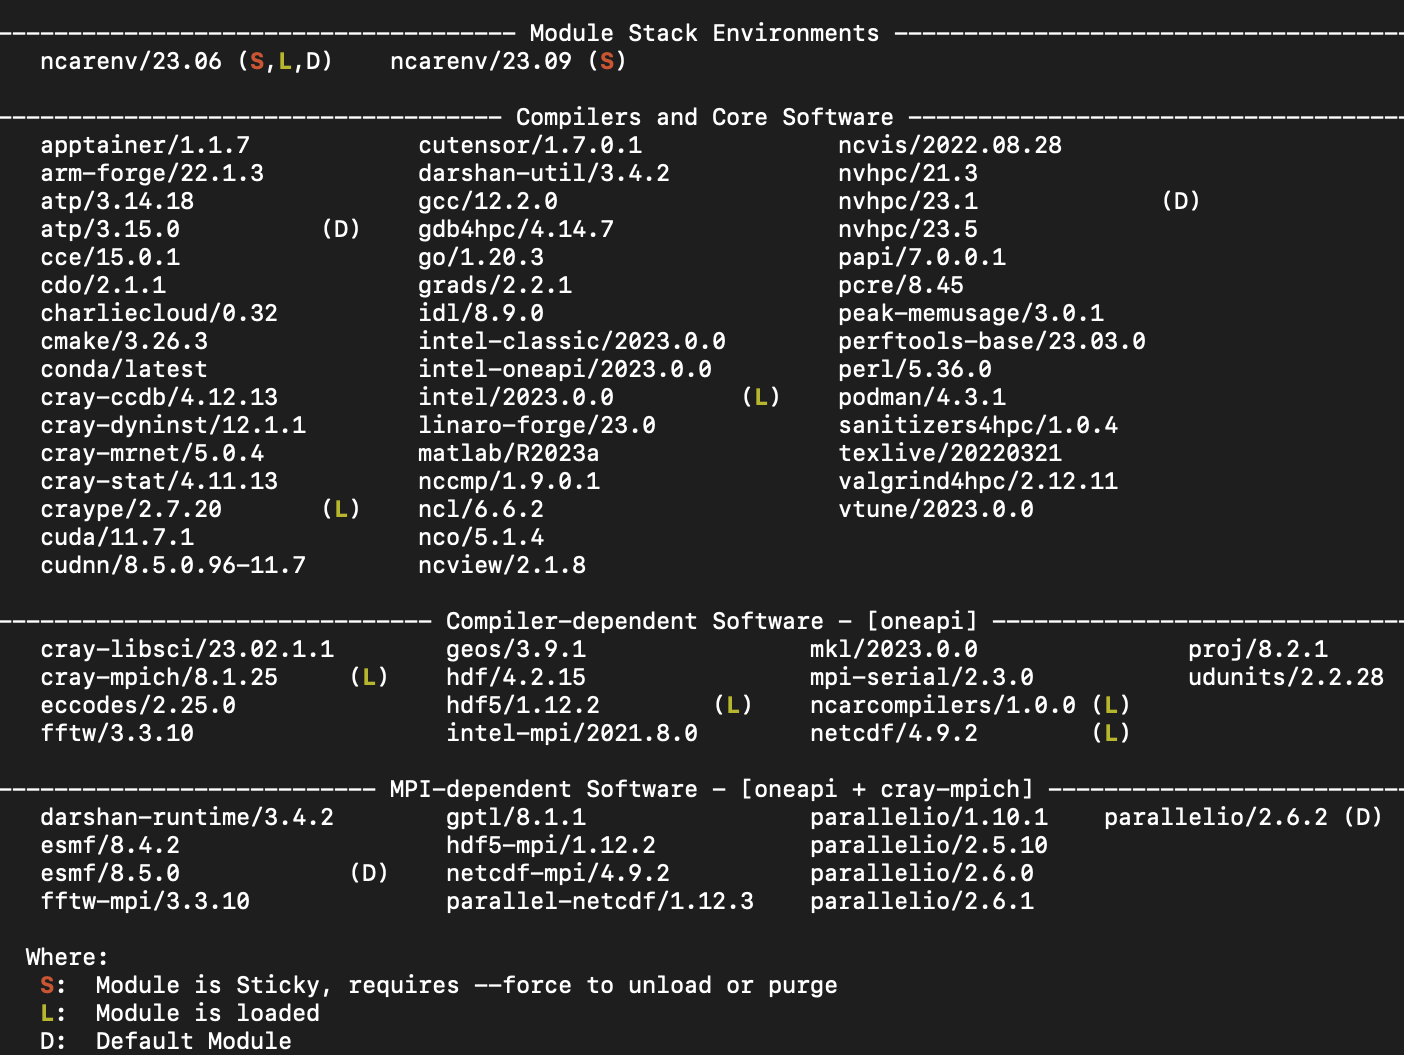 ------------------------------------- Module Stack Environments -------------------------------------
ncarenv/23.06 (S,L,D)    ncarenv/23.09 (S)
------------------------------------ Compilers and Core Software ------------------------------------
apptainer/1.1.7    cutensor/1.7.0.1    ncvis/2022.08.28
arm-forge/22.1.3    darshan-util/3.4.2    nvhpc/21.3
atp/3.14.18    gcc/12.2.0    nvhpc/23.1 (D)
atp/3.15.0 (D)    gdb4hpc/4.14.7    nvhpc/23.5
cce/15.0.1    go/1.20.3    papi/7.0.0.1
cdo/2.1.1    grads/2.2.1    pcre/8.45
charliecloud/0.32    idl/8.9.0    peak-memusage/3.0.1
cmake/3.26.3    intel-classic/2023.0.0    perftools-base/23.03.0
conda/latest    intel-oneapi/2023.0.0    perl/5.36.0
cray-ccdb/4.12.13    intel/2023.0.0 (L)    podman/4.3.1
cray-dyninst/12.1.1    linaro-forge/23.0    sanitizers4hpc/1.0.4
cray-mrnet/5.0.4    matlab/R2023a    texlive/20220321
cray-stat/4.11.13    nccmp/1.9.0.1    valgrind4hpc/2.12.11
craype/2.7.20 (L)    ncl/6.6.2    vtune/2023.0.0
cuda/11.7.1    nco/5.1.4
cudnn/8.5.0.96-11.7    ncview/2.1.8
------------------------------- Compiler-dependent Software - [oneapi] ------------------------------
cray-libsci/23.02.1.1    geos/3.9.1    mkl/2023.0.0    proj/8.2.1
cray-mpich/8.1.25 (L)    hdf/4.2.15    mpi-serial/2.3.0    udunits/2.2.28
eccodes/2.25.0    hdf5/1.12.2 (L)    ncarcompilers/1.0.0 (L)
fftw/3.3.10    intel-mpi/2021.8.0    netcdf/4.9.2 (L)
--------------------------- MPI-dependent Software - [oneapi + cray-mpich] --------------------------
darshan-runtime/3.4.2    gptl/8.1.1    parallelio/1.10.1    parallelio/2.6.2 (D)
esmf/8.4.2    hdf5-mpi/1.12.2    parallelio/2.5.10
esmf/8.5.0 (D)    netcdf-mpi/4.9.2    parallelio/2.6.0
fftw-mpi/3.3.10    parallel-netcdf/1.12.3    parallelio/2.6.1
Where:
S:  Module is Sticky, requires --force to unload or purge
L:  Module is loaded
D:  Default Module